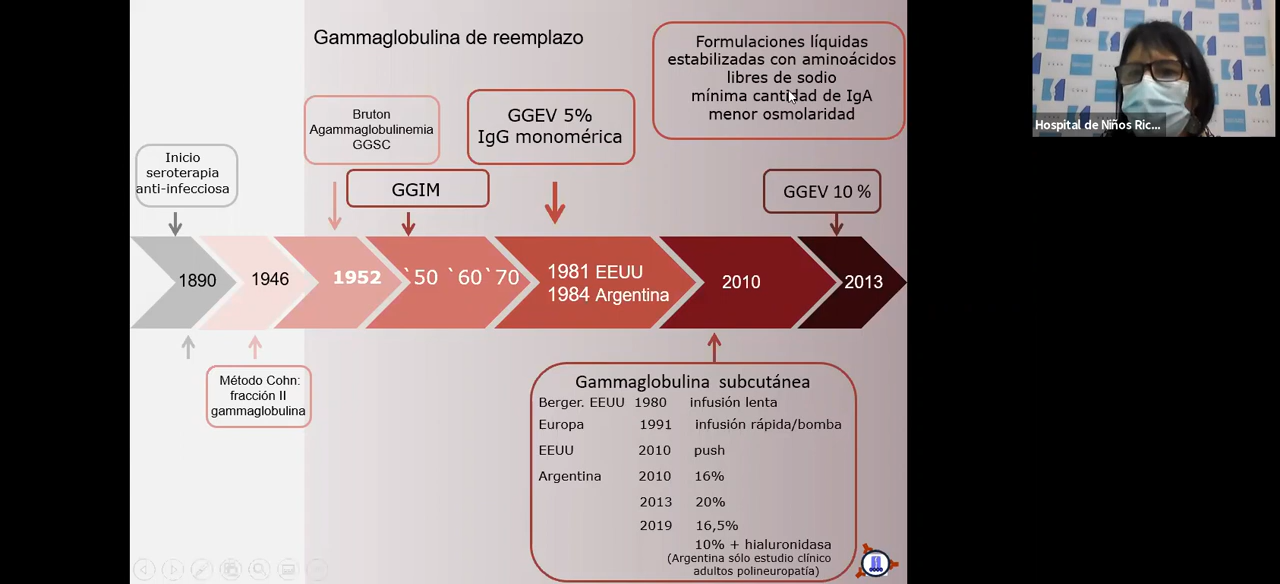 Gammaglobulina de reemplazo
Formulaciones líquidas
estabilizadas con aminoácidos
libres de sodio
mínima cantidad de IgA
menor osmolaridad
Hospital de Niños Ric...
Bruton
Agammaglobulinemia
GGSC
GGEV 5%
IgG monomérica
Inicio
seroterapia
anti-infecciosa
GGIM
GGEV 10 %
1890
1946
1952
`50 `60`70
1981 EEUU
1984 Argentina
2010
2013
Método Cohn:
fracción II
gammaglobulina
Gammaglobulina subcutánea
Berger. EEUU 1980 infusión lenta
Europa 1991 infusión rápida/bomba
EEUU 2010 push
Argentina 2010 16%
2013 20%
2019 16,5%
10% + hialuronidasa
(Argentina sólo estudio clínico
adultos polineuropatía)